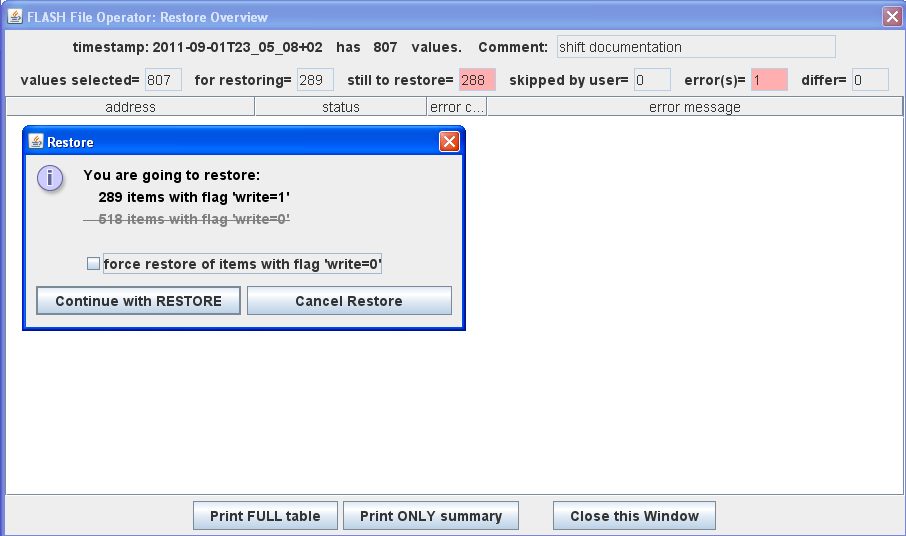 FLASH File Operator: Restore Overview
timestamp: 2011-09-01T23_05_08+02 has 807 values. Comment: shift documentation
values selected= 807 for restoring= 289 still to restore= 288 skipped by user= 0 error(s)= 1 differ= 0
address status error c... error message
Restore
You are going to restore:
289 items with flag 'write=1'
518 items with flag 'write=0'
force restore of items with flag 'write=0'
Continue with RESTORE Cancel Restore
Print FULL table Print ONLY summary Close this Window